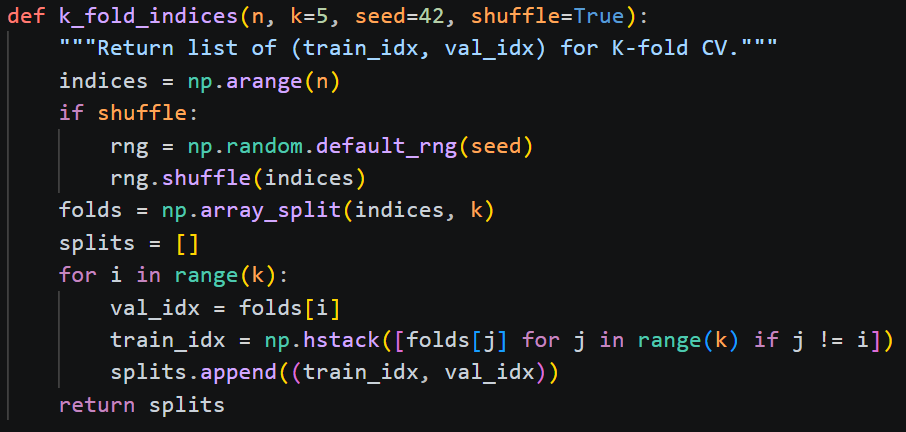 def k_fold_indices(n, k=5, seed=42, shuffle=True):
    """Return list of (train_idx, val_idx) for K-fold CV."""
    indices = np.arange(n)
    if shuffle:
        rng = np.random.default_rng(seed)
        rng.shuffle(indices)
    folds = np.array_split(indices, k)
    splits = []
    for i in range(k):
        val_idx = folds[i]
        train_idx = np.hstack([folds[j] for j in range(k) if j != i])
        splits.append((train_idx, val_idx))
    return splits